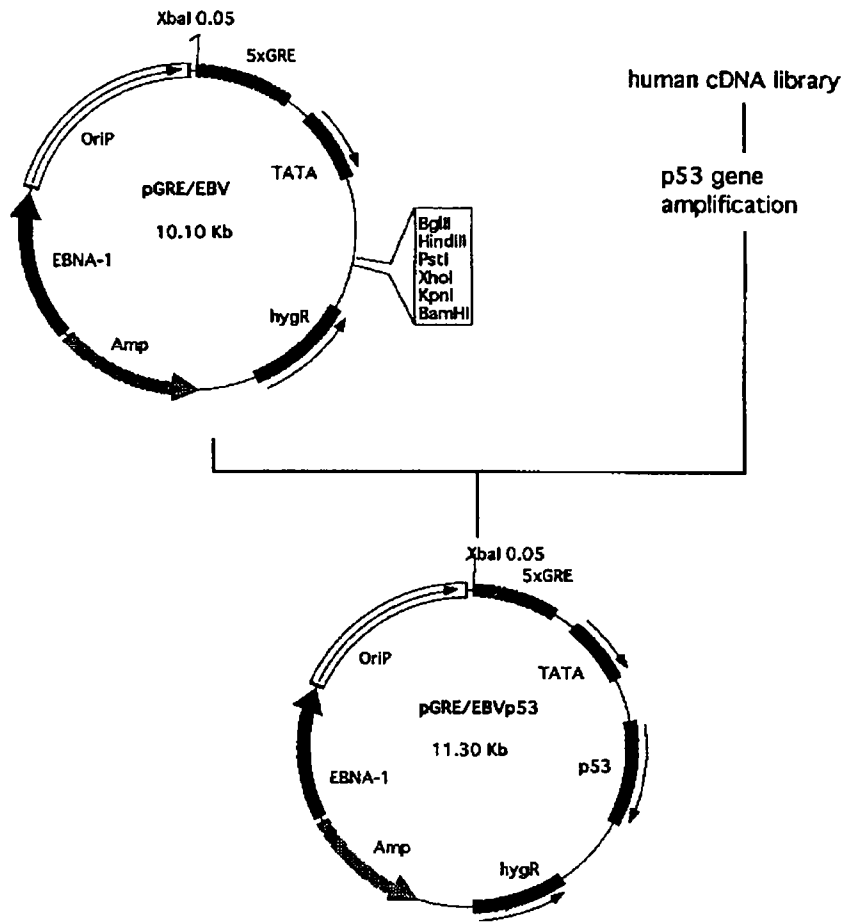 XbaI 0.05
5xGRE
OriP
TATA
pGRE/EBV
10.10 Kb
EBNA-1
hygR
Amp
BglII
HindIII
PstI
XhoI
KpnI
BamHI
human cDNA library
p53 gene
amplification
XbaI 0.05
5xGRE
OriP
TATA
pGRE/EBVp53
11.30 Kb
p53
EBNA-1
Amp
hygR